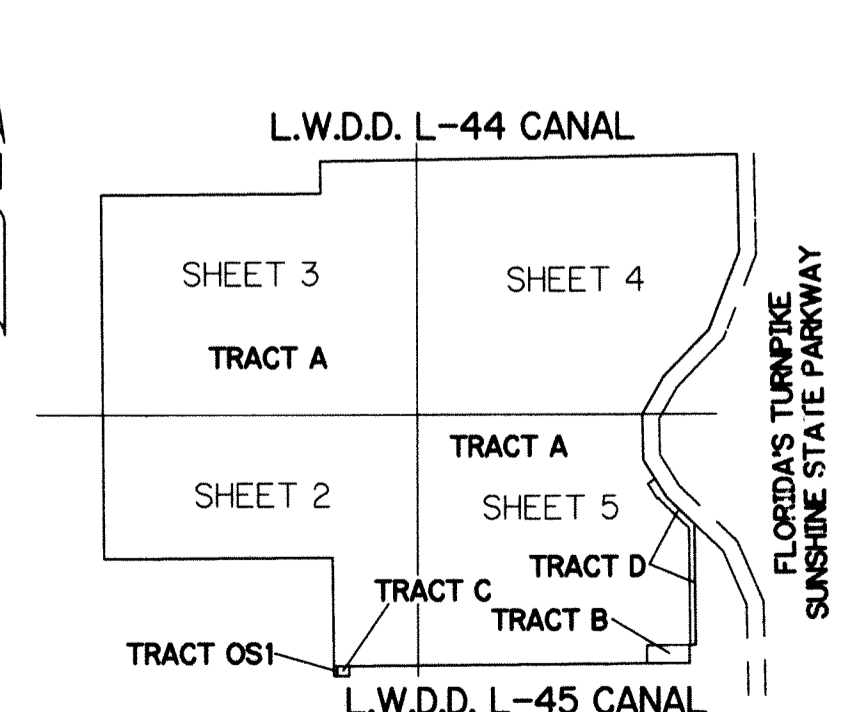 L.W.D.D. L-44 CANAL
SHEET 3
SHEET 4
TRACT A
FLORIDA'S TURNPIKE
SUNSHINE STATE PARKWAY
TRACT A
SHEET 2
SHEET 5
TRACT D
TRACT C
TRACT B
TRACT OS1
L.W.D.D. L-45 CANAL